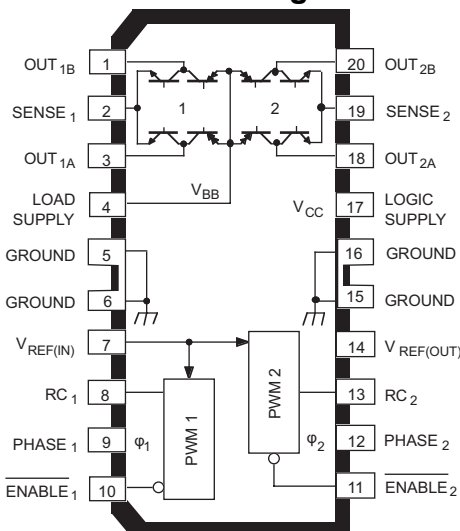 OUT1B 1 20 OUT2B
SENSE1 2 1 2 19 SENSE2
OUT1A 3 18 OUT2A
LOAD SUPPLY 4 VBB VCC 17 LOGIC SUPPLY
GROUND 5 16 GROUND
GROUND 6 15 GROUND
VREF(IN) 7 14 VREF(OUT)
RC1 8 PWM 1 PWM 2 13 RC2
PHASE1 9 φ1 φ2 12 PHASE2
ENABLE1 10 11 ENABLE2